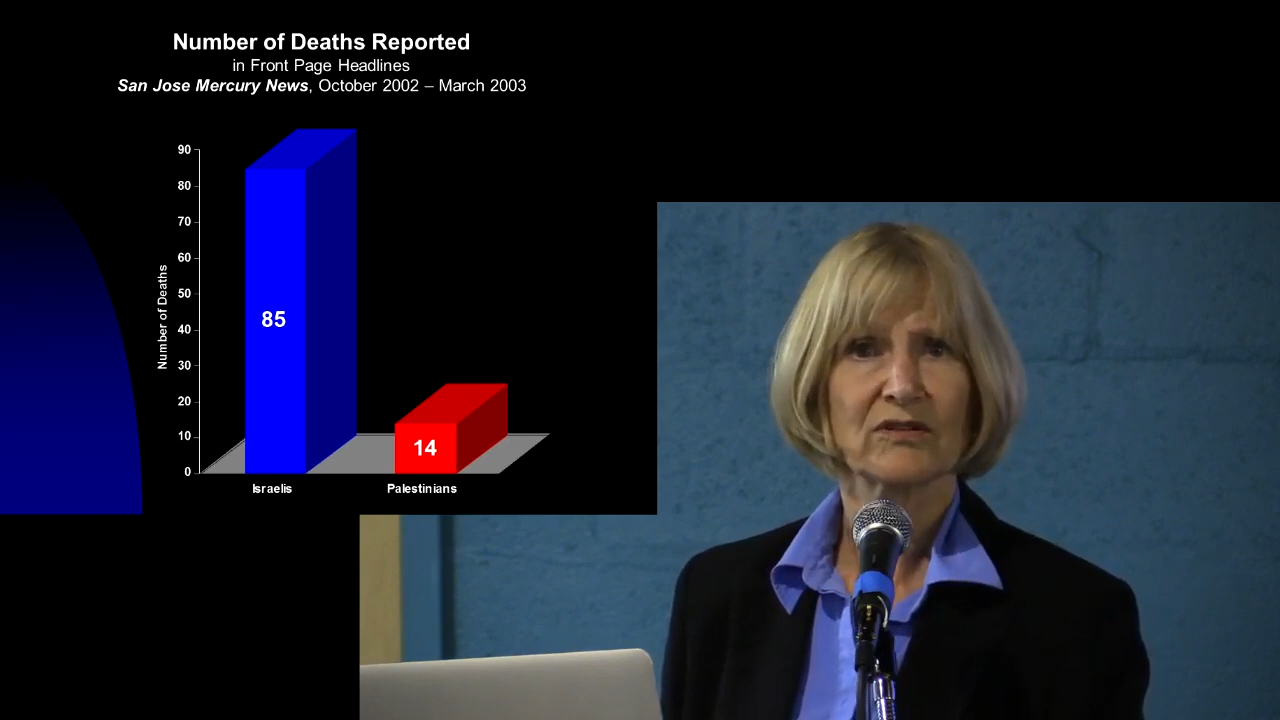 Number of Deaths Reported
in Front Page Headlines
San Jose Mercury News, October 2002 – March 2003
90
80
70
60
50
40
30
20
10
0
Number of Deaths
85
14
Israelis
Palestinians